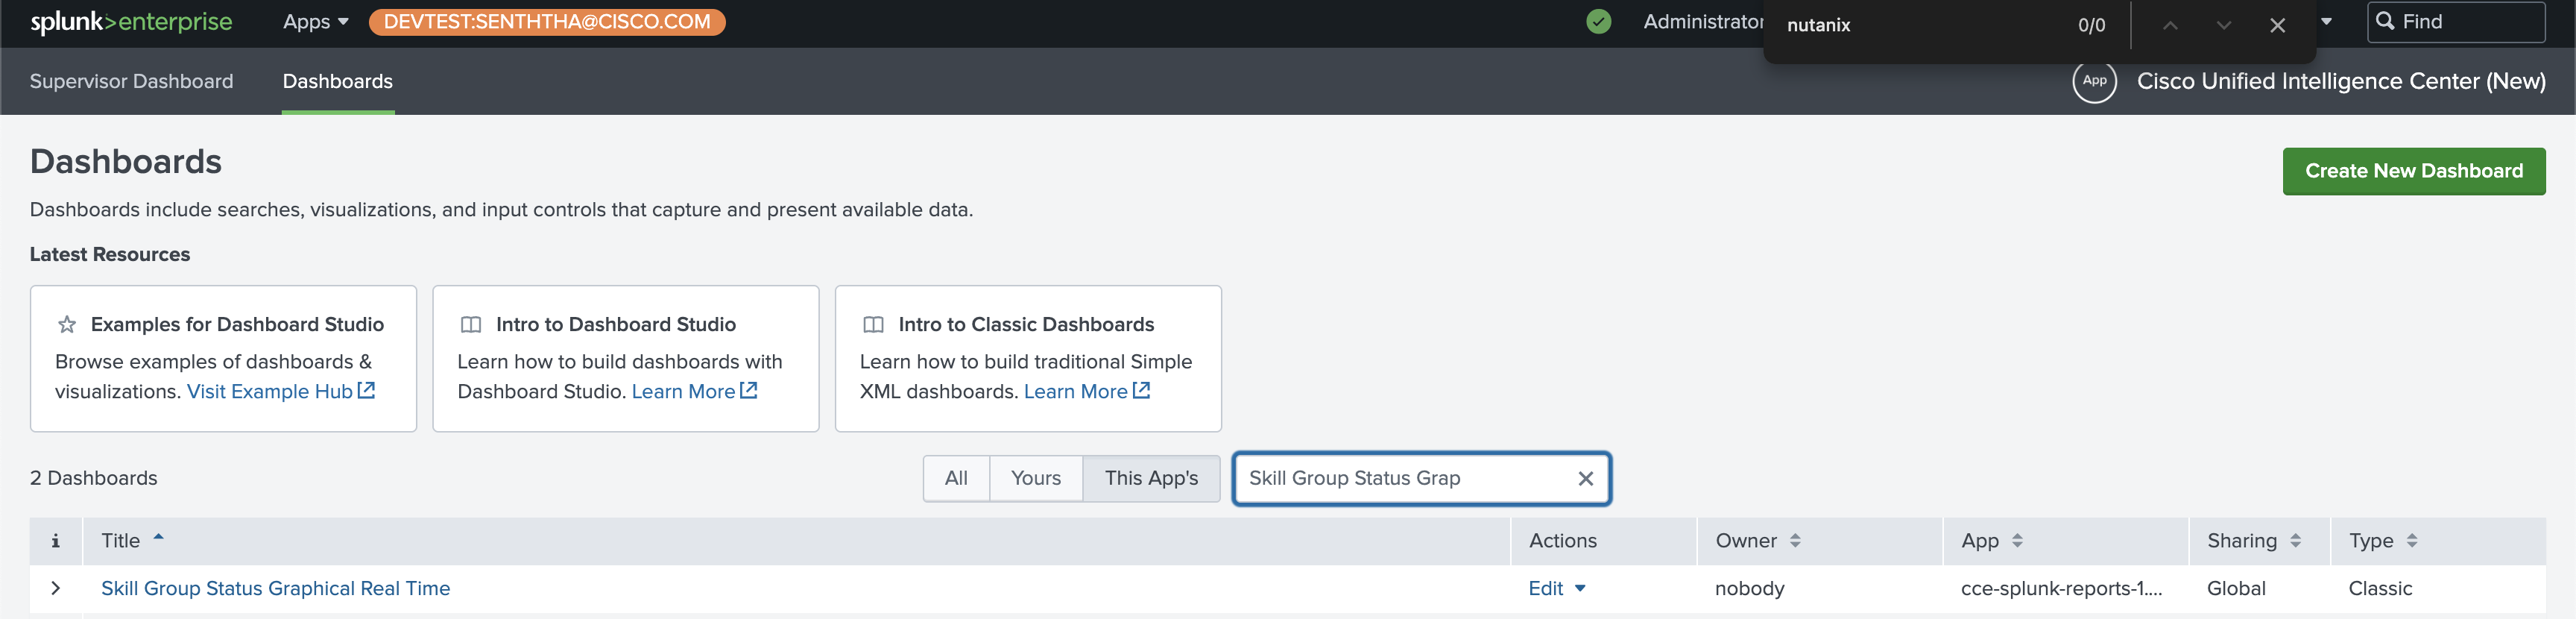 splunk>enterprise Apps DEVTEST:SENTHTHA@CISCO.COM Administrator nutanix 0/0 Find
Supervisor Dashboard Dashboards App Cisco Unified Intelligence Center (New)
Dashboards
Create New Dashboard
Dashboards include searches, visualizations, and input controls that capture and present available data.
Latest Resources
Examples for Dashboard Studio
Browse examples of dashboards &
visualizations. Visit Example Hub
Intro to Dashboard Studio
Learn how to build dashboards with
Dashboard Studio. Learn More
Intro to Classic Dashboards
Learn how to build traditional Simple
XML dashboards. Learn More
2 Dashboards All Yours This App's Skill Group Status Grap
i Title Actions Owner App Sharing Type
Skill Group Status Graphical Real Time Edit nobody cce-splunk-reports-1.... Global Classic